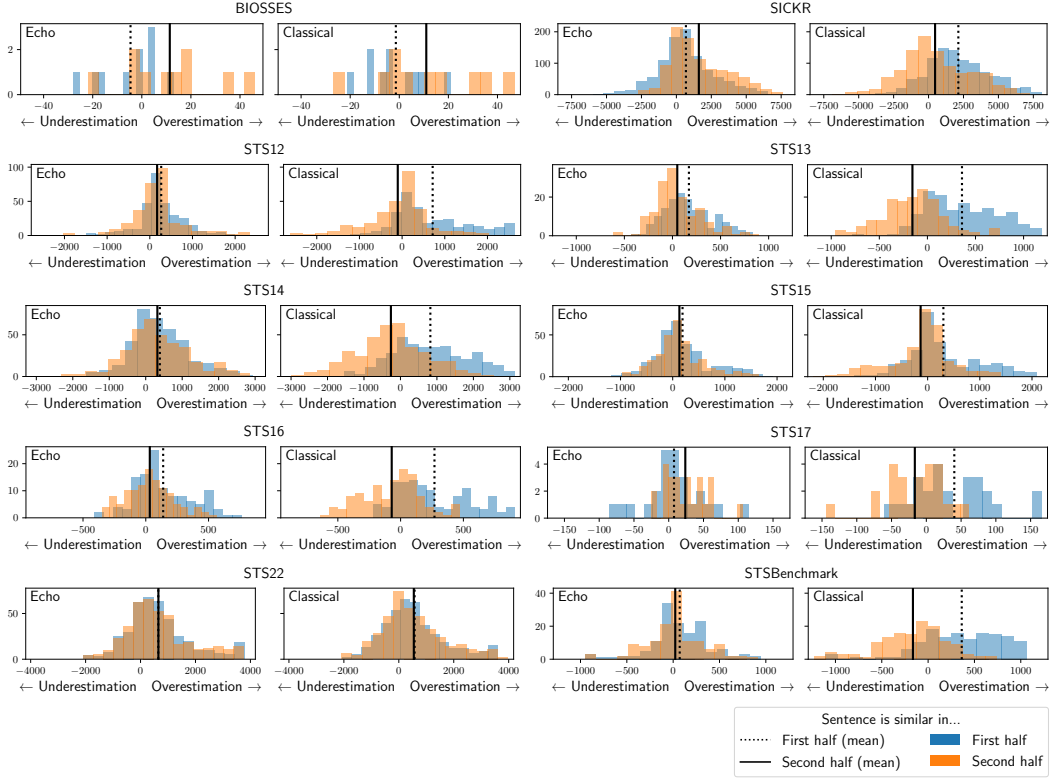 BIOSSES
SICKR
Echo
Classical
Echo
Classical
0
2
−40 −20 0 20 40
−40 −20 0 20 40
0
100
200
−7500 −5000 −2500 0 2500 5000 7500
−7500 −5000 −2500 0 2500 5000 7500
← Underestimation Overestimation →
← Underestimation Overestimation →
← Underestimation Overestimation →
← Underestimation Overestimation →
STS12
STS13
Echo
Classical
Echo
Classical
0
50
100
−2000 −1000 0 1000 2000
−2000 −1000 0 1000 2000
0
20
−1000 −500 0 500 1000
−1000 −500 0 500 1000
← Underestimation Overestimation →
← Underestimation Overestimation →
← Underestimation Overestimation →
← Underestimation Overestimation →
STS14
STS15
Echo
Classical
Echo
Classical
0
50
−3000 −2000 −1000 0 1000 2000 3000
−3000 −2000 −1000 0 1000 2000 3000
0
50
−2000 −1000 0 1000 2000
−2000 −1000 0 1000 2000
← Underestimation Overestimation →
← Underestimation Overestimation →
← Underestimation Overestimation →
← Underestimation Overestimation →
STS16
STS17
Echo
Classical
Echo
Classical
0
10
20
−500 0 500
−500 0 500
0
2
4
−150 −100 −50 0 50 100 150
−150 −100 −50 0 50 100 150
← Underestimation Overestimation →
← Underestimation Overestimation →
← Underestimation Overestimation →
← Underestimation Overestimation →
STS22
STSBenchmark
Echo
Classical
Echo
Classical
0
50
−4000 −2000 0 2000 4000
−4000 −2000 0 2000 4000
0
20
40
−1000 −500 0 500 1000
−1000 −500 0 500 1000
← Underestimation Overestimation →
← Underestimation Overestimation →
← Underestimation Overestimation →
← Underestimation Overestimation →
Sentence is similar in...
First half (mean) First half
Second half (mean) Second half